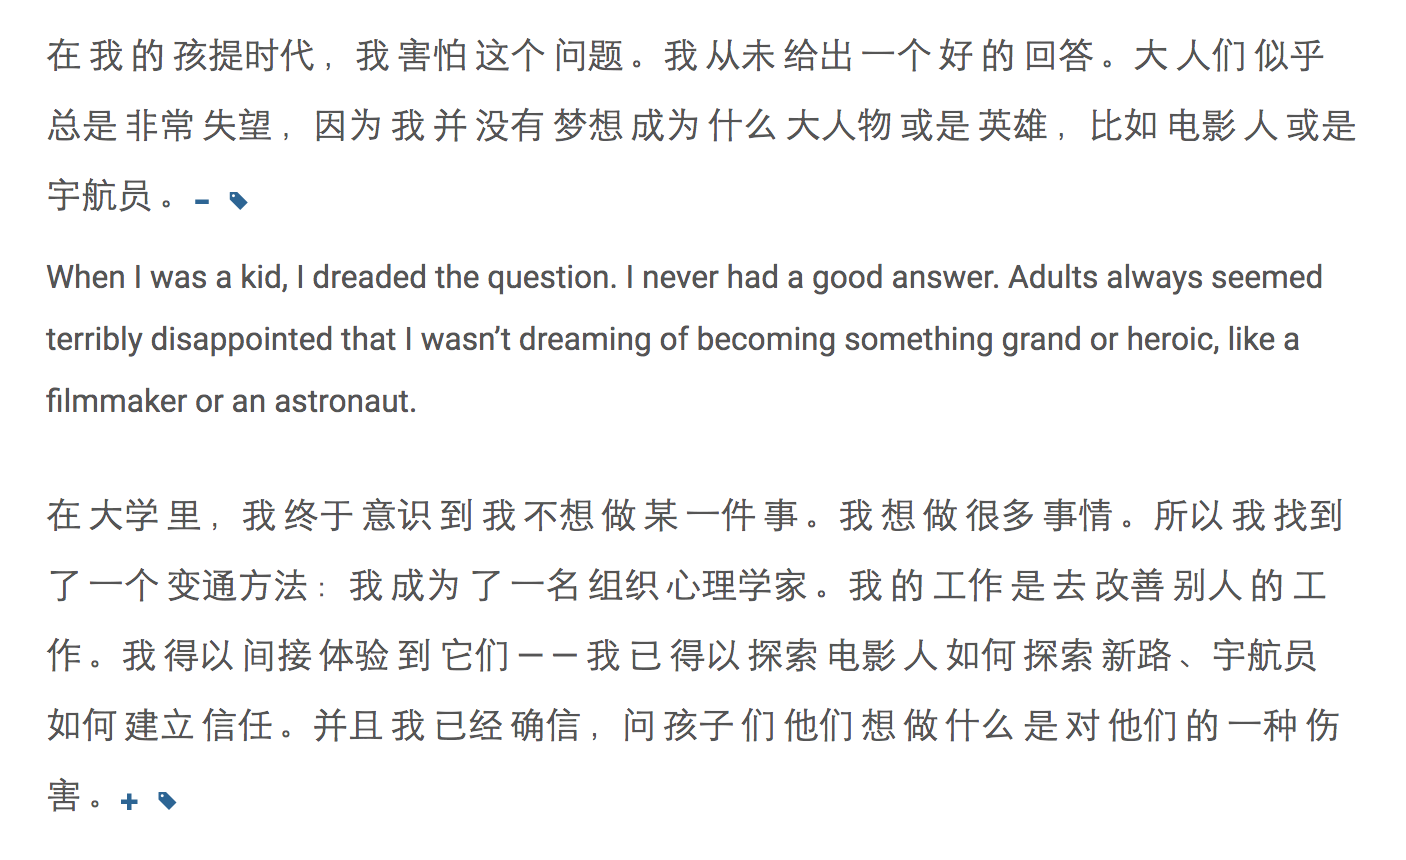 在 我 的 孩提时代， 我 害怕 这个 问题 。我 从未 给出 一个 好 的 回答 。大 人们 似乎
总是 非常 失望 ， 因为 我 并 没有 梦想 成为 什么 大人物 或是 英雄 ， 比如 电影 人 或是
宇航员 。
When I was a kid, I dreaded the question. I never had a good answer. Adults always seemed
terribly disappointed that I wasn’t dreaming of becoming something grand or heroic, like a
filmmaker or an astronaut.
在 大学 里 ， 我 终于 意识 到 我 不想 做 某 一件 事 。我 想 做 很多 事情 。所以 我 找到
了 一个 变通方法 ： 我 成为 了 一名 组织 心理学家 。我 的 工作 是 去 改善 别人 的 工
作 。我 得以 间接 体验 到 它们 — — 我 已 得以 探索 电影 人 如何 探索 新路 、宇航员
如何 建立 信任 。并且 我 已经 确信 ， 问 孩子 们 他们 想 做 什么 是 对 他们 的 一种 伤
害 。